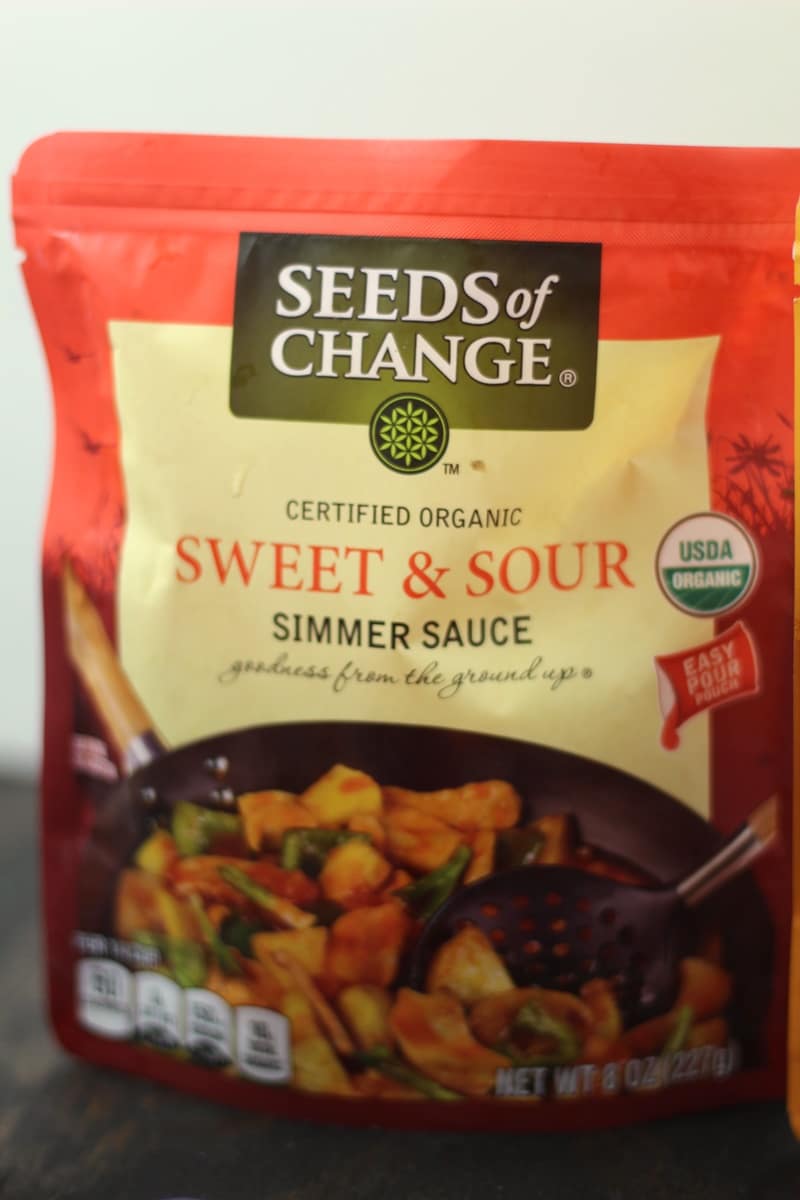 SEEDS of
CHANGE®
™
CERTIFIED ORGANIC
SWEET & SOUR
SIMMER SAUCE
goodness from the ground up®
USDA
ORGANIC
EASY
POUR
POUCH
NET WT 8 OZ (227g)